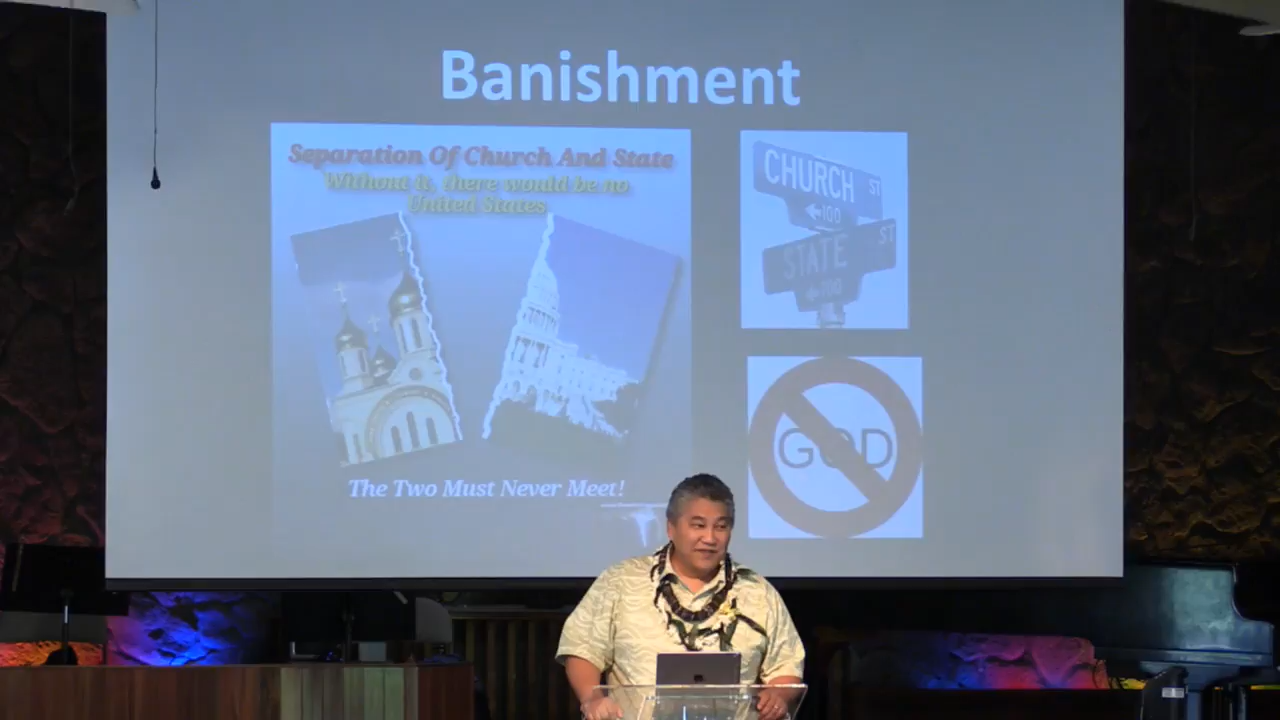 Banishment
Separation Of Church And State
Without it, there would be no
United States
The Two Must Never Meet!
CHURCH ST
100
STATE ST
GOD